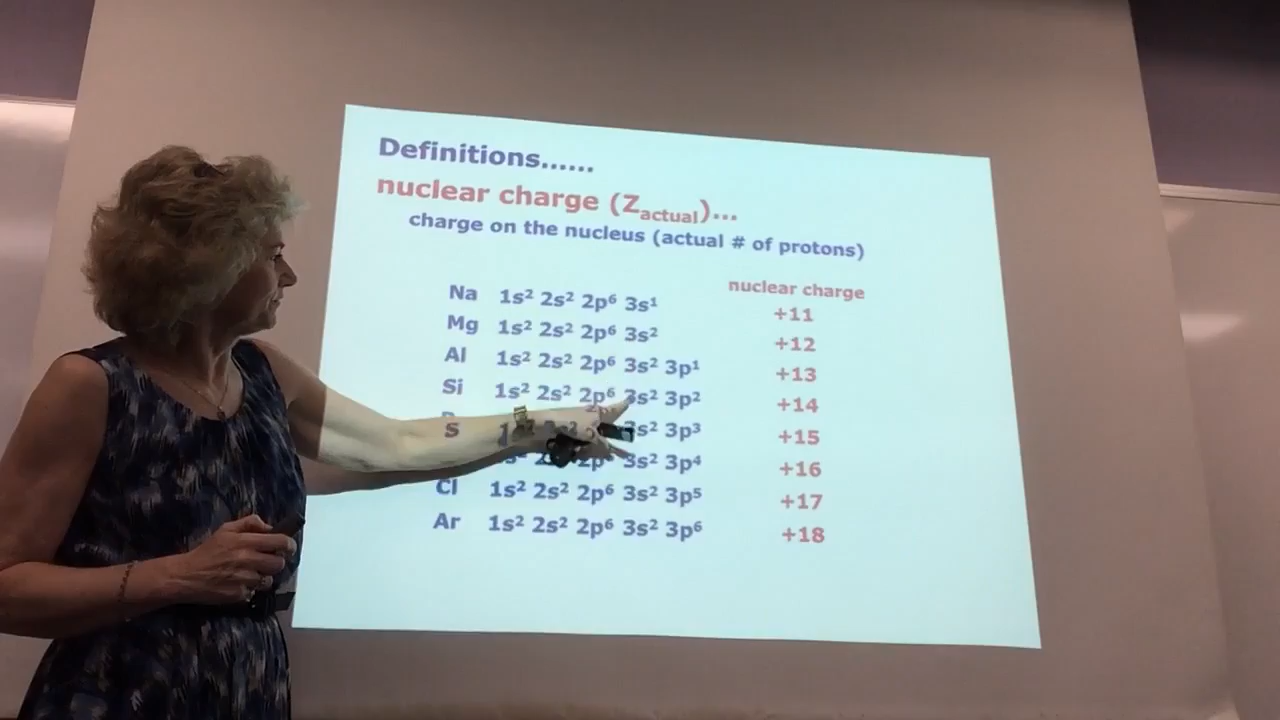 Definitions......
nuclear charge (Zactual)...
charge on the nucleus (actual # of protons)
nuclear charge
Na 1s² 2s² 2p⁶ 3s¹ +11
Mg 1s² 2s² 2p⁶ 3s² +12
Al 1s² 2s² 2p⁶ 3s² 3p¹ +13
Si 1s² 2s² 2p⁶ 3s² 3p² +14
3s² 3p³ +15
S 3s² 3p⁴ +16
Cl 1s² 2s² 2p⁶ 3s² 3p⁵ +17
Ar 1s² 2s² 2p⁶ 3s² 3p⁶ +18